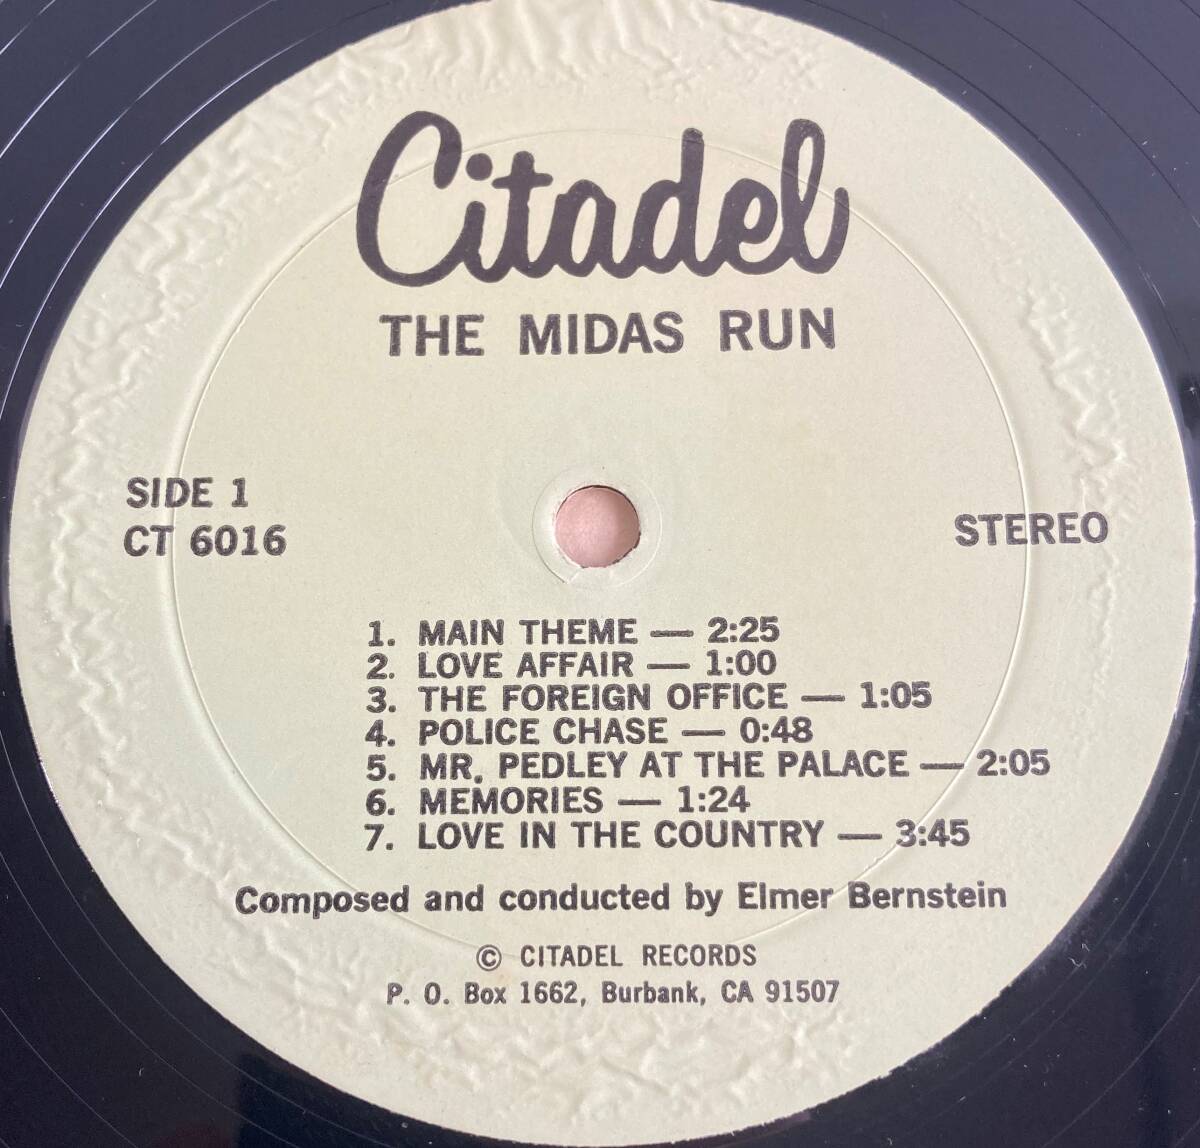 Citadel
THE MIDAS RUN
SIDE 1
CT 6016
STEREO
1. MAIN THEME — 2:25
2. LOVE AFFAIR — 1:00
3. THE FOREIGN OFFICE — 1:05
4. POLICE CHASE — 0:48
5. MR. PEDLEY AT THE PALACE — 2:05
6. MEMORIES — 1:24
7. LOVE IN THE COUNTRY — 3:45
Composed and conducted by Elmer Bernstein
© CITADEL RECORDS
P. O. Box 1662, Burbank, CA 91507